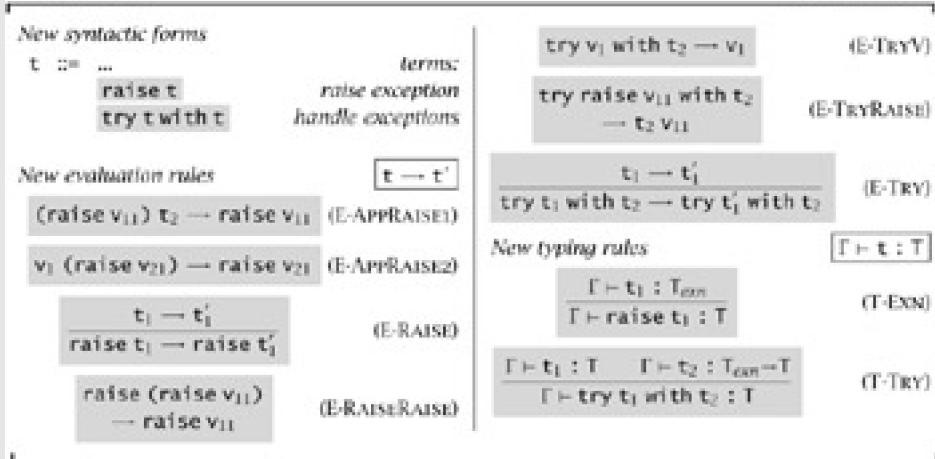 New syntactic forms
t ::= ... terms:
raise t raise exception
try t with t handle exceptions
New evaluation rules t → t'
(raise v₁₁) t₂ → raise v₁₁ (E-APPRAISE1)
v₁ (raise v₂₁) → raise v₂₁ (E-APPRAISE2)
t₁ → t₁′
raise t₁ → raise t₁′ (E-RAISE)
raise (raise v₁₁)
→ raise v₁₁ (E-RAISERAISE)
try v₁ with t₂ → v₁ (E-TRYV)
try raise v₁₁ with t₂
→ t₂ v₁₁ (E-TRYRAISE)
t₁ → t₁′
try t₁ with t₂ → try t₁′ with t₂ (E-TRY)
New typing rules Γ ⊢ t : T
Γ ⊢ t₁ : Tₑₓₙ
Γ ⊢ raise t₁ : T (T-EXN)
Γ ⊢ t₁ : T Γ ⊢ t₂ : Tₑₓₙ→T
Γ ⊢ try t₁ with t₂ : T (T-TRY)